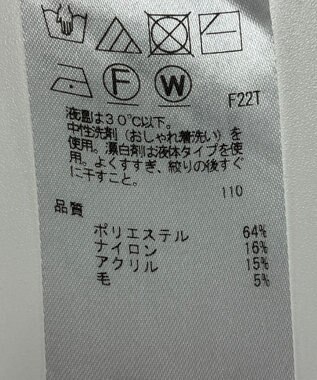 F
W
F22T
液温は30℃以下。
中性洗剤(おしゃれ着洗い)を
使用。漂白剤は液体タイプを使
用。よくすすぎ、絞りの後すぐ
に干すこと。
110
品質
ポリエステル 64%
ナイロン 16%
アクリル 15%
毛 5%